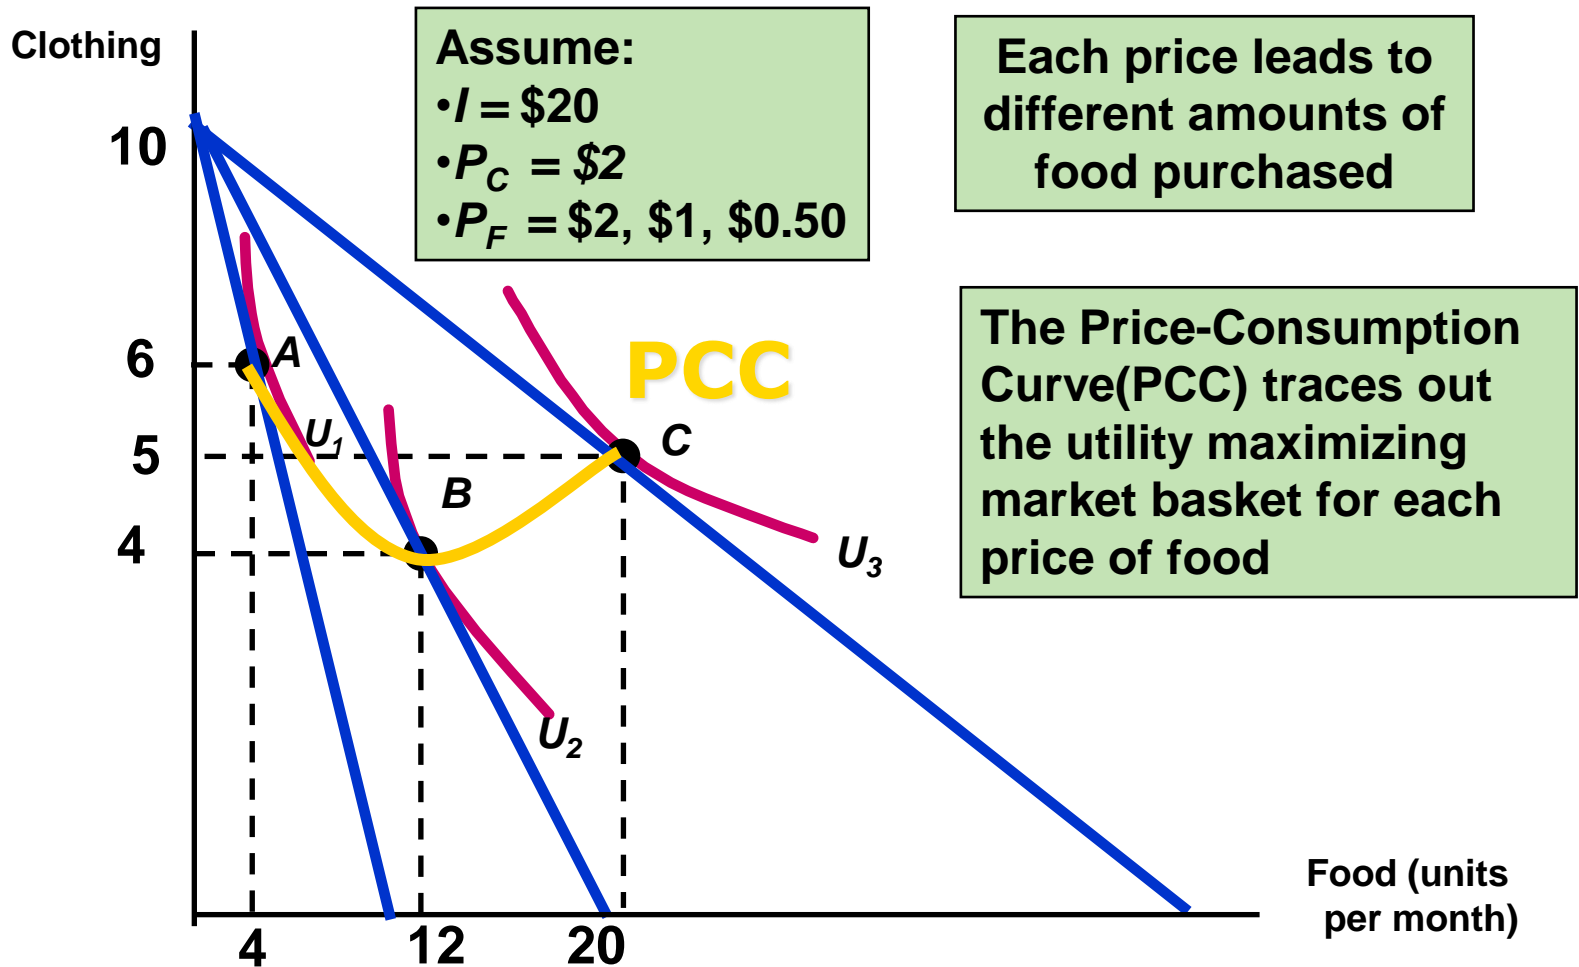 Clothing
10
6
5
4
Assume:
•I = $20
•PC = $2
•PF = $2, $1, $0.50
Each price leads to
different amounts of
food purchased
The Price-Consumption
Curve(PCC) traces out
the utility maximizing
market basket for each
price of food
PCC
A
U1
B
C
U3
U2
4
12
20
Food (units
per month)